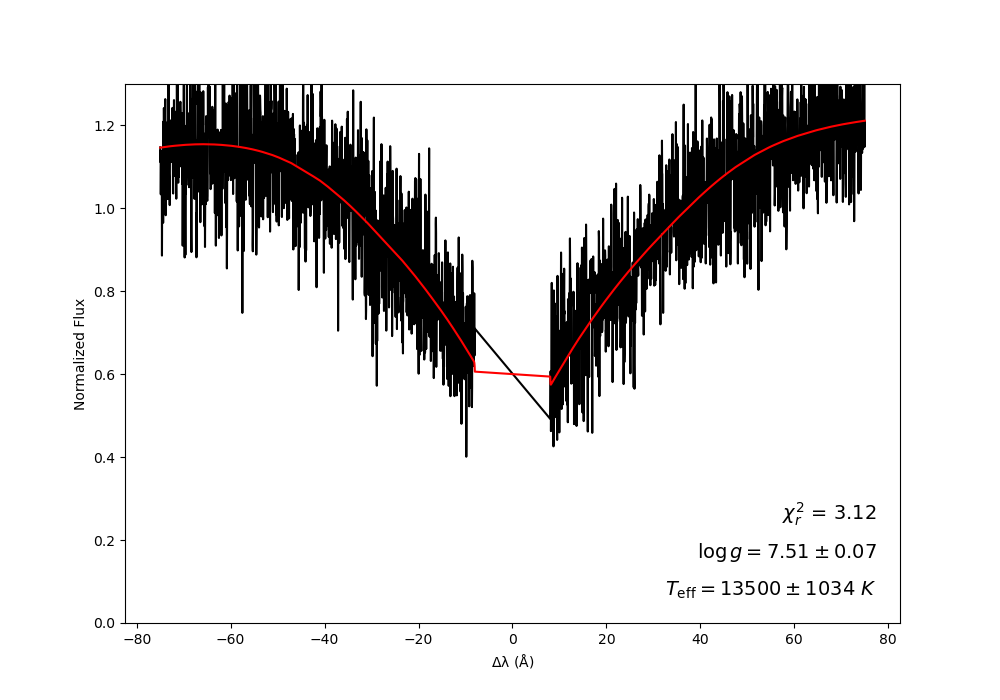 1.2
1.0
0.8
0.6
0.4
0.2
0.0
Normalized Flux
χ²ᵣ = 3.12
log g = 7.51 ± 0.07
T_eff = 13500 ± 1034 K
−80 −60 −40 −20 0 20 40 60 80
Δλ (Å)